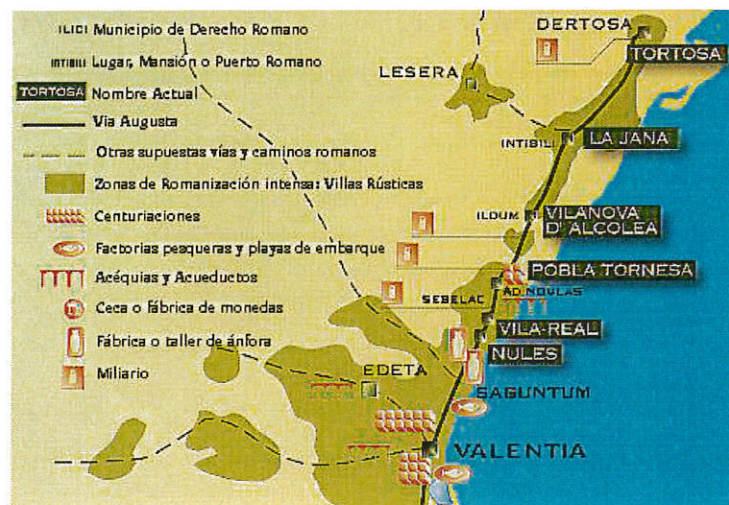 ILICI Municipio de Derecho Romano
INTIBILI Lugar, Mansión o Puerto Romano
TORTOSA Nombre Actual
Via Augusta
Otras supuestas vías y caminos romanos
Zonas de Romanización intensa: Villas Rústicas
Centuriaciones
Factorias pesqueras y playas de embarque
Acéquias y Acueductos
Ceca o fábrica de monedas
Fábrica o taller de ánfora
Miliario
DERTOSA
TORTOSA
LESERA
INTIBILI
LA JANA
ILDUM
VILANOVA
D'ALCOLEA
POBLA TORNESA
SEBELAC
AD NOULAS
VILA-REAL
NULES
EDETA
SAGUNTUM
VALENTIA